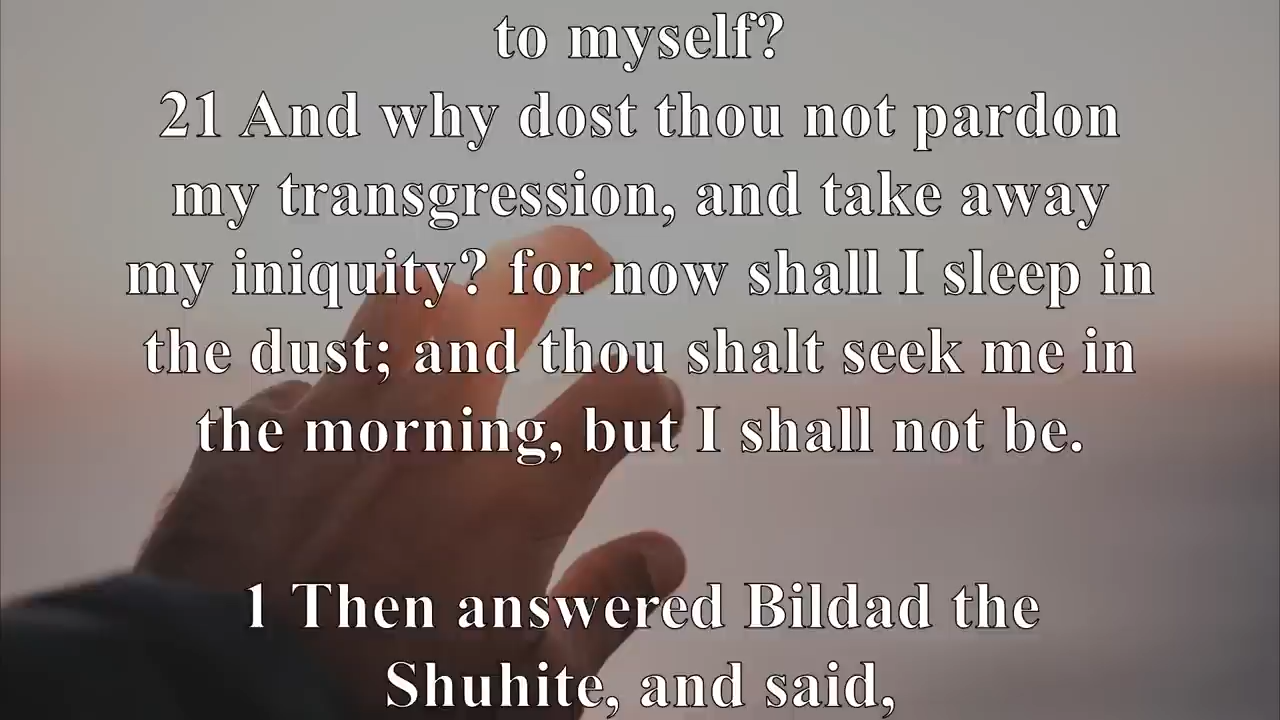 to myself?
21 And why dost thou not pardon
my transgression, and take away
my iniquity? for now shall I sleep in
the dust; and thou shalt seek me in
the morning, but I shall not be.
1 Then answered Bildad the
Shuhite, and said,